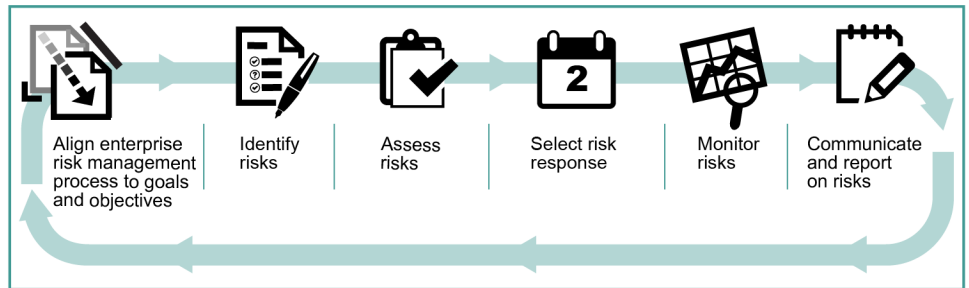 Align enterprise
risk management
process to goals
and objectives
Identify
risks
Assess
risks
2
Select risk
response
Monitor
risks
Communicate
and report
on risks